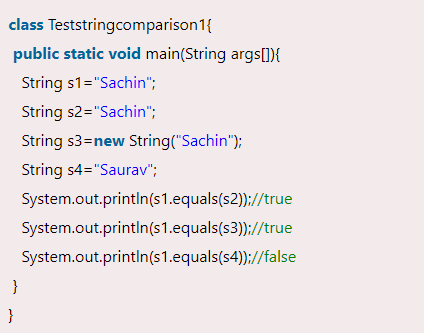 class Teststringcomparison1{
public static void main(String args[]){
String s1="Sachin";
String s2="Sachin";
String s3=new String("Sachin");
String s4="Saurav";
System.out.println(s1.equals(s2));//true
System.out.println(s1.equals(s3));//true
System.out.println(s1.equals(s4));//false
}
}